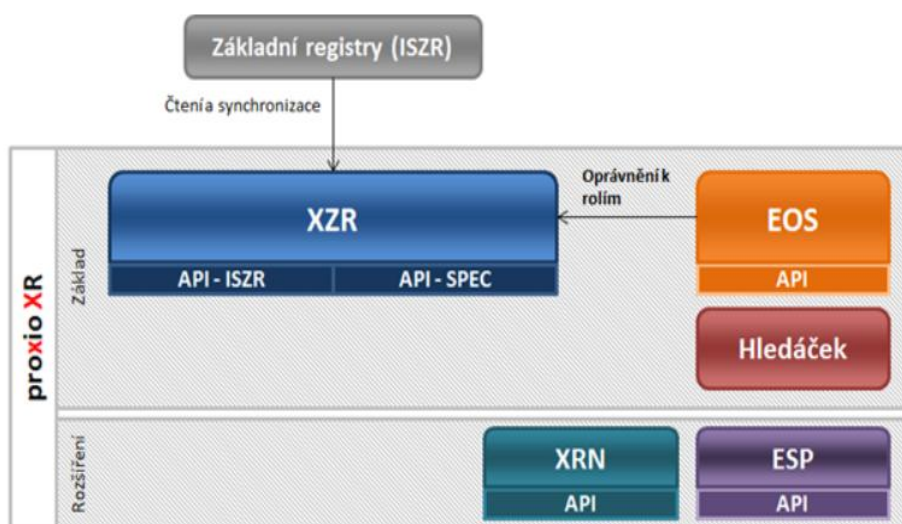 Základní registry (ISZR)
Čtení a synchronizace
proxio XR
Základ
XZR
API - ISZR
API - SPEC
Oprávnění k
rolím
EOS
API
Hledáček
Rozšíření
XRN
API
ESP
API